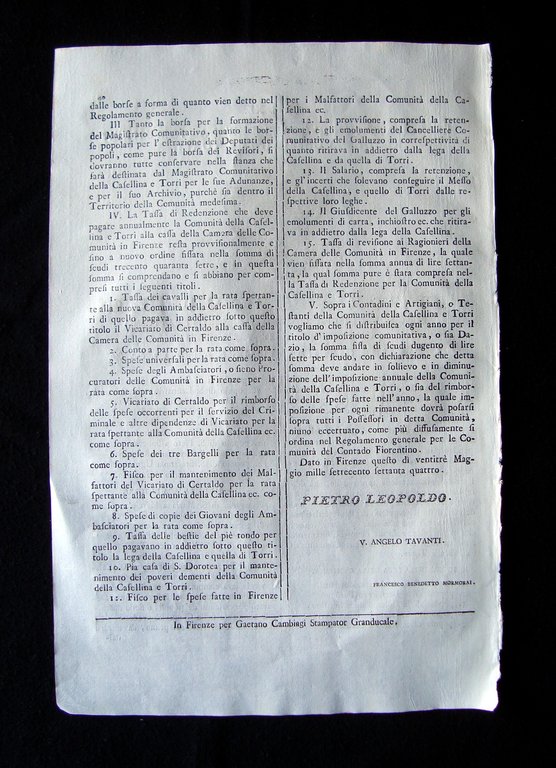 dalle borse a forma di quanto vien detto nel
Regolamento generale.
III Tanto la borsa per la formazione
del Magistrato Comunitativo, quanto le bor-
se popolari per l' estrazione dei Deputati dei
popoli, come pure la borsa dei Revisori, si
dovranno tutte conservare nella stanza che
sarà destinata dal Magistrato Comunitativo
della Casellina e Torri per le sue Adunanze,
e per il suo Archivio, purchè sia dentro il
Territorio della Comunità medesima.
IV. La Tassa di Redenzione che deve
pagare annualmente la Comunità della Casel-
lina e Torri alla cassa della Camera delle Co-
munità in Firenze resta provvisionalmente e
sino a nuovo ordine fissata nella somma di
scudi trecento quaranta sette, e in questa
somma si comprendono e si abbiano per com-
presi tutti i seguenti titoli.
1. Tassa dei cavalli per la rata spettan-
te alla nuova Comunità della Casellina e Tor-
ri di quello pagava in addietro sotto questo
titolo il Vicariato di Certaldo alla cassa della
Camera delle Comunità in Firenze.
2. Conto a parte per la rata come sopra.
3. Spese universali per la rata come sopra.
4. Spese degli Ambasciatori, o sieno Pro-
curatori delle Comunità in Firenze per la
rata come sopra.
5. Vicariato di Certaldo per il rimborso
delle spese occorrenti per il servizio del Cri-
minale e altre dipendenze di Vicariato per la
rata spettante alla Comunità della Casellina ec.
come sopra.
6. Spese dei tre Bargelli per la rata
come sopra.
7. Fisco per il mantenimento dei Mal-
fattori del Vicariato di Certaldo per la rata
spettante alla Comunità della Casellina ec. co-
me sopra.
8. Spese di copie dei Giovani degli Am-
basciatori per la rata come sopra.
9. Tassa delle bestie del piè tondo per
quello pagavano in addietro sotto questo ti-
tolo la lega della Casellina e quella di Torri.
10. Pia casa di S. Dorotea per il mante-
nimento dei poveri dementi della Comunità
della Casellina e Torri.
11. Fisco per le spese fatte in Firenze
per i Malfattori della Comunità della Ca-
sellina ec.
12. La provvisione, compresa la reten-
zione, e gli emolumenti del Cancelliere Co-
munitativo del Galluzzo in correspettività di
quanto ritirava in addietro dalla lega della
Casellina e da quella di Torri.
13. Il Salario, compresa la retenzione,
e gl' incerti che solevano conseguire il Messo
della Casellina, e quello di Torri dalle re-
spettive loro leghe.
14. Il Giusdicente del Galluzzo per gli
emolumenti di carta, inchiostro ec. che ritira-
va in addietro dalla lega della Casellina.
15. Tassa di revisione ai Ragionieri della
Camera delle Comunità in Firenze, la quale
vien fissata nella somma annua di lire settan-
ta, la qual somma pure è stata compresa nel-
la Tassa di Redenzione per la Comunità della
Casellina e Torri.
V. Sopra i Contadini e Artigiani, o Te-
stanti della Comunità della Casellina e Torri
vogliamo che si distribuisca ogni anno per il
titolo d' imposizione comunitativa, o sia Da-
zio, la somma fissa di scudi dugento di lire
sette per scudo, con dichiarazione che detta
somma deve andare in sollievo e in diminu-
zione dell' imposizione annuale della Comuni-
tà della Casellina e Torri, o sia del rimbor-
so delle spese fatte nell' anno, la quale im-
posizione per ogni rimanente dovrà posarsi
sopra tutti i Possessori in detta Comunità,
niuno eccettuato, come più diffusamente si
ordina nel Regolamento generale per le Co-
munità del Contado Fiorentino.
Dato in Firenze questo dì ventitrè Mag-
gio mille settecento settanta quattro.
PIETRO LEOPOLDO.
V. ANGELO TAVANTI.
FRANCESCO BENEDETTO MORMORAI.
In Firenze per Gaetano Cambiagi Stampator Granducale.